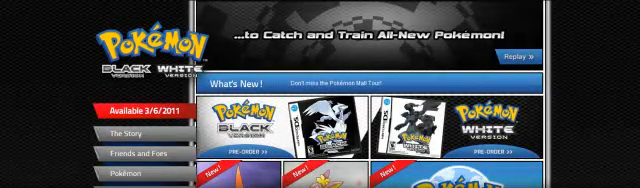 POKéMON
BLACK WHITE
VERSION VERSION
...to Catch and Train All-New Pokémon!
Replay »
What's New!
Don't miss the Pokémon Mall Tour!
Available 3/6/2011
The Story
Friends and Foes
Pokémon
POKéMON
BLACK
VERSION
PRE-ORDER »
POKéMON
WHITE
VERSION
PRE-ORDER »
New!
New!
New!